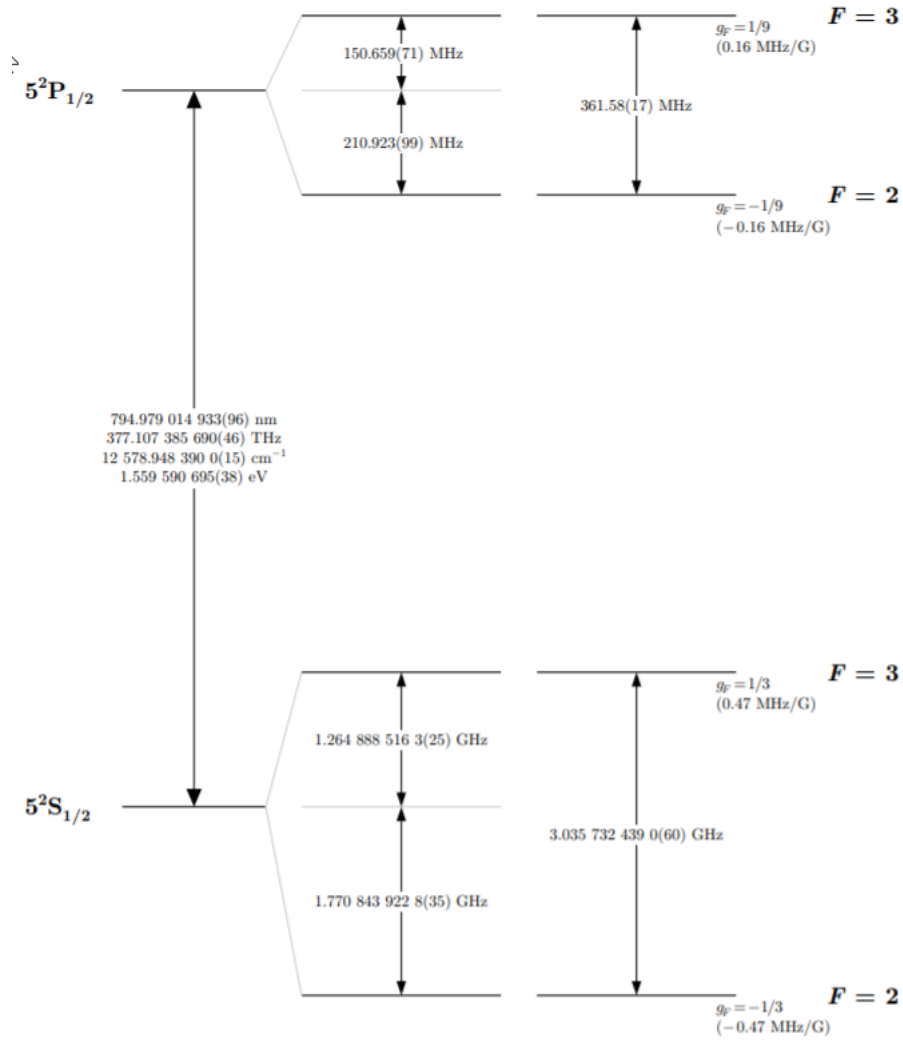 F = 3
g_F = 1/9
(0.16 MHz/G)
150.659(71) MHz
5²P₁/₂
361.58(17) MHz
210.923(99) MHz
F = 2
g_F = −1/9
(−0.16 MHz/G)
794.979 014 933(96) nm
377.107 385 690(46) THz
12 578.948 390 0(15) cm⁻¹
1.559 590 695(38) eV
F = 3
g_F = 1/3
(0.47 MHz/G)
1.264 888 516 3(25) GHz
5²S₁/₂
3.035 732 439 0(60) GHz
1.770 843 922 8(35) GHz
F = 2
g_F = −1/3
(−0.47 MHz/G)